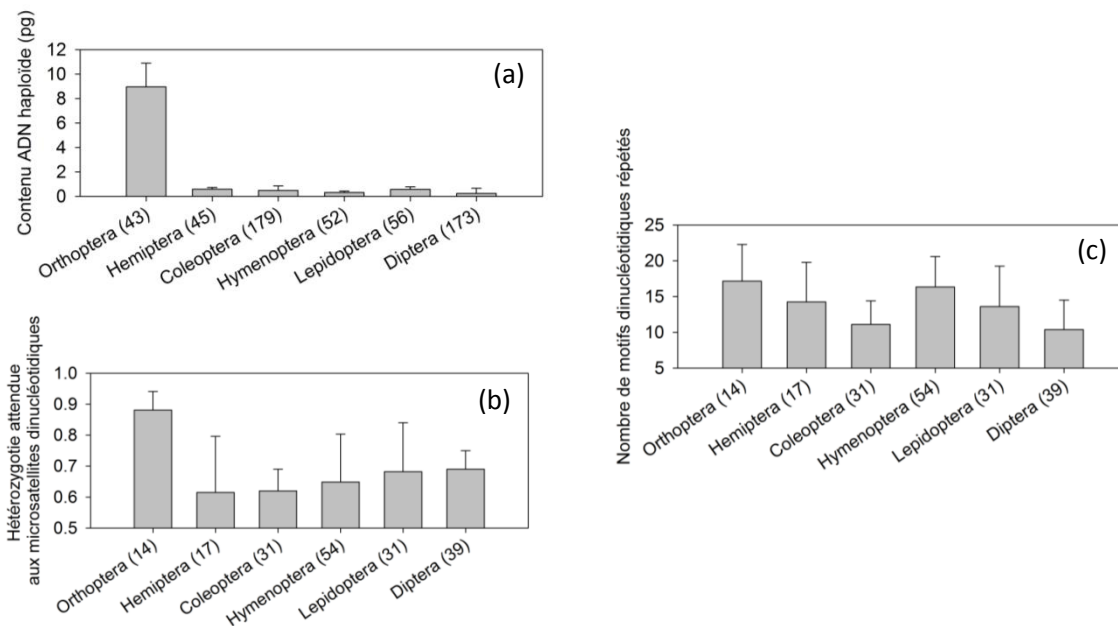 Contenu ADN haploïde (pg)
12
10
8
6
4
2
0
(a)
Orthoptera (43)
Hemiptera (45)
Coleoptera (179)
Hymenoptera (52)
Lepidoptera (56)
Diptera (173)
Hétérozygotie attendue
aux microsatellites dinucléotidiques
1.0
0.9
0.8
0.7
0.6
0.5
(b)
Orthoptera (14)
Hemiptera (17)
Coleoptera (31)
Hymenoptera (54)
Lepidoptera (31)
Diptera (39)
Nombre de motifs dinucléotidiques répétés
25
20
15
10
5
(c)
Orthoptera (14)
Hemiptera (17)
Coleoptera (31)
Hymenoptera (54)
Lepidoptera (31)
Diptera (39)